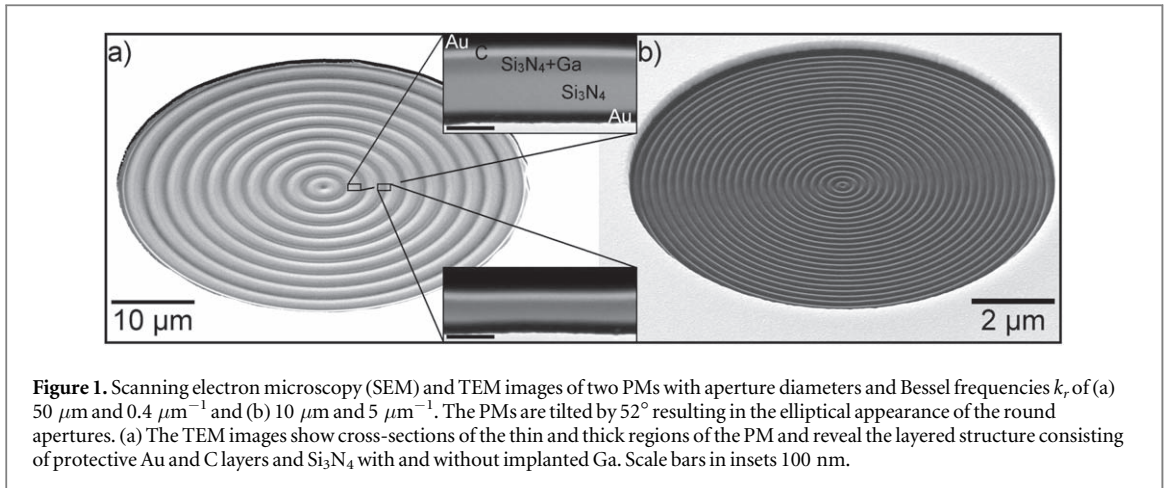 a)
Au
C
Si₃N₄+Ga
Si₃N₄
Au
b)
10 µm
2 µm
Figure 1. Scanning electron microscopy (SEM) and TEM images of two PMs with aperture diameters and Bessel frequencies kᵣ of (a)
50 µm and 0.4 µm⁻¹ and (b) 10 µm and 5 µm⁻¹. The PMs are tilted by 52° resulting in the elliptical appearance of the round
apertures. (a) The TEM images show cross-sections of the thin and thick regions of the PM and reveal the layered structure consisting
of protective Au and C layers and Si₃N₄ with and without implanted Ga. Scale bars in insets 100 nm.